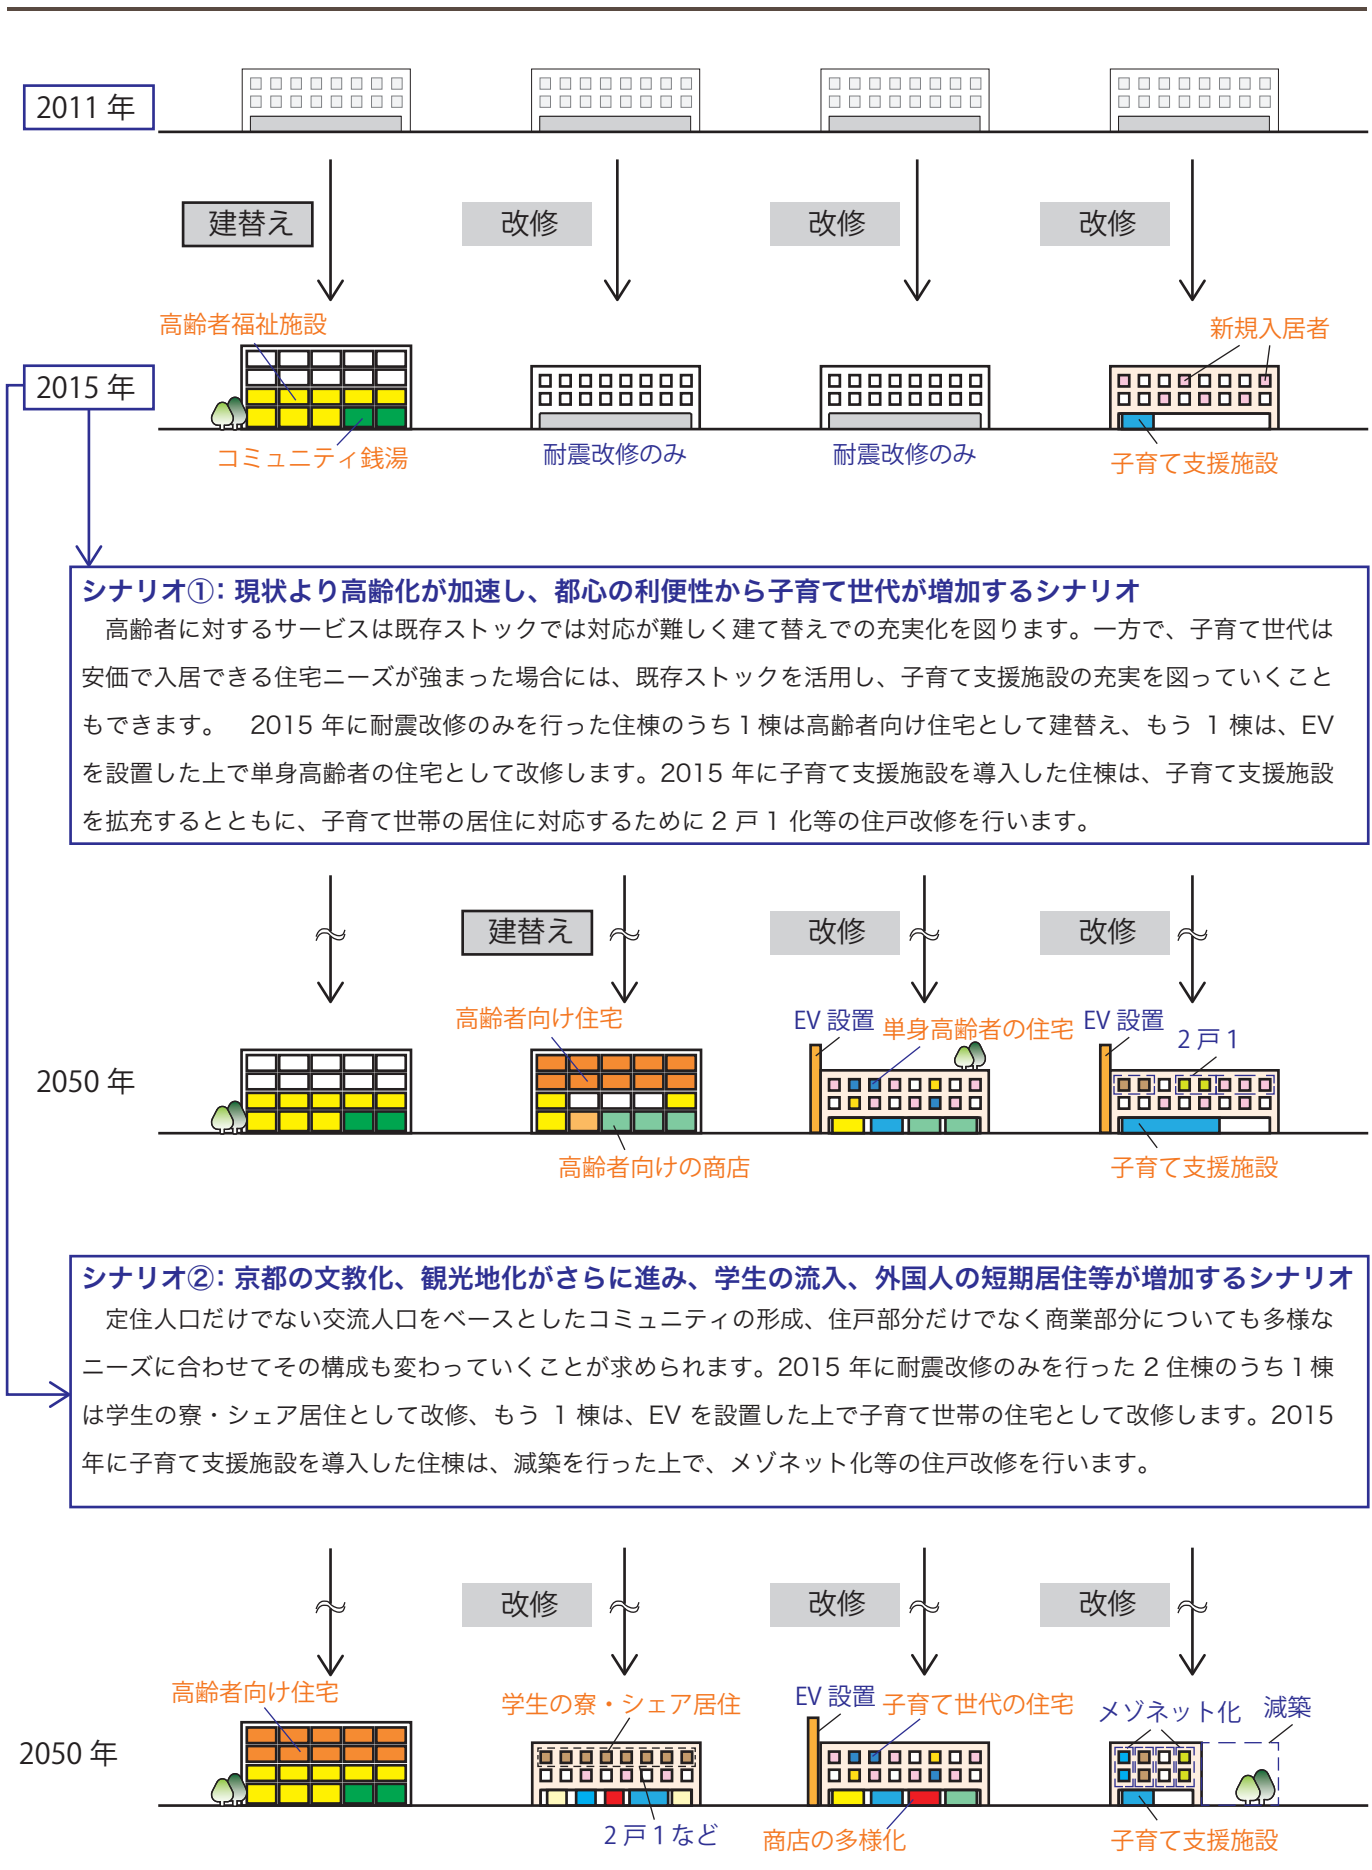 2011 年
建替え
改修
改修
改修
高齢者福祉施設
新規入居者
2015 年
コミュニティ銭湯
耐震改修のみ
耐震改修のみ
子育て支援施設
シナリオ①：現状より高齢化が加速し、都心の利便性から子育て世代が増加するシナリオ
高齢者に対するサービスは既存ストックでは対応が難しく建て替えでの充実化を図ります。一方で、子育て世代は
安価で入居できる住宅ニーズが強まった場合には、既存ストックを活用し、子育て支援施設の充実を図っていくこと
もできます。　2015 年に耐震改修のみを行った住棟のうち１棟は高齢者向け住宅として建替え、もう 1 棟は、EV
を設置した上で単身高齢者の住宅として改修します。2015 年に子育て支援施設を導入した住棟は、子育て支援施設
を拡充するとともに、子育て世帯の居住に対応するために 2 戸 1 化等の住戸改修を行います。
建替え
改修
改修
高齢者向け住宅
EV 設置
単身高齢者の住宅
EV 設置
2 戸 1
2050 年
高齢者向けの商店
子育て支援施設
シナリオ②：京都の文教化、観光地化がさらに進み、学生の流入、外国人の短期居住等が増加するシナリオ
定住人口だけでない交流人口をベースとしたコミュニティの形成、住戸部分だけでなく商業部分についても多様な
ニーズに合わせてその構成も変わっていくことが求められます。2015 年に耐震改修のみを行った 2 住棟のうち１棟
は学生の寮・シェア居住として改修、もう 1 棟は、EV を設置した上で子育て世帯の住宅として改修します。2015
年に子育て支援施設を導入した住棟は、減築を行った上で、メゾネット化等の住戸改修を行います。
改修
改修
改修
高齢者向け住宅
学生の寮・シェア居住
EV 設置
子育て世代の住宅
メゾネット化
減築
2050 年
2 戸 1 など
商店の多様化
子育て支援施設